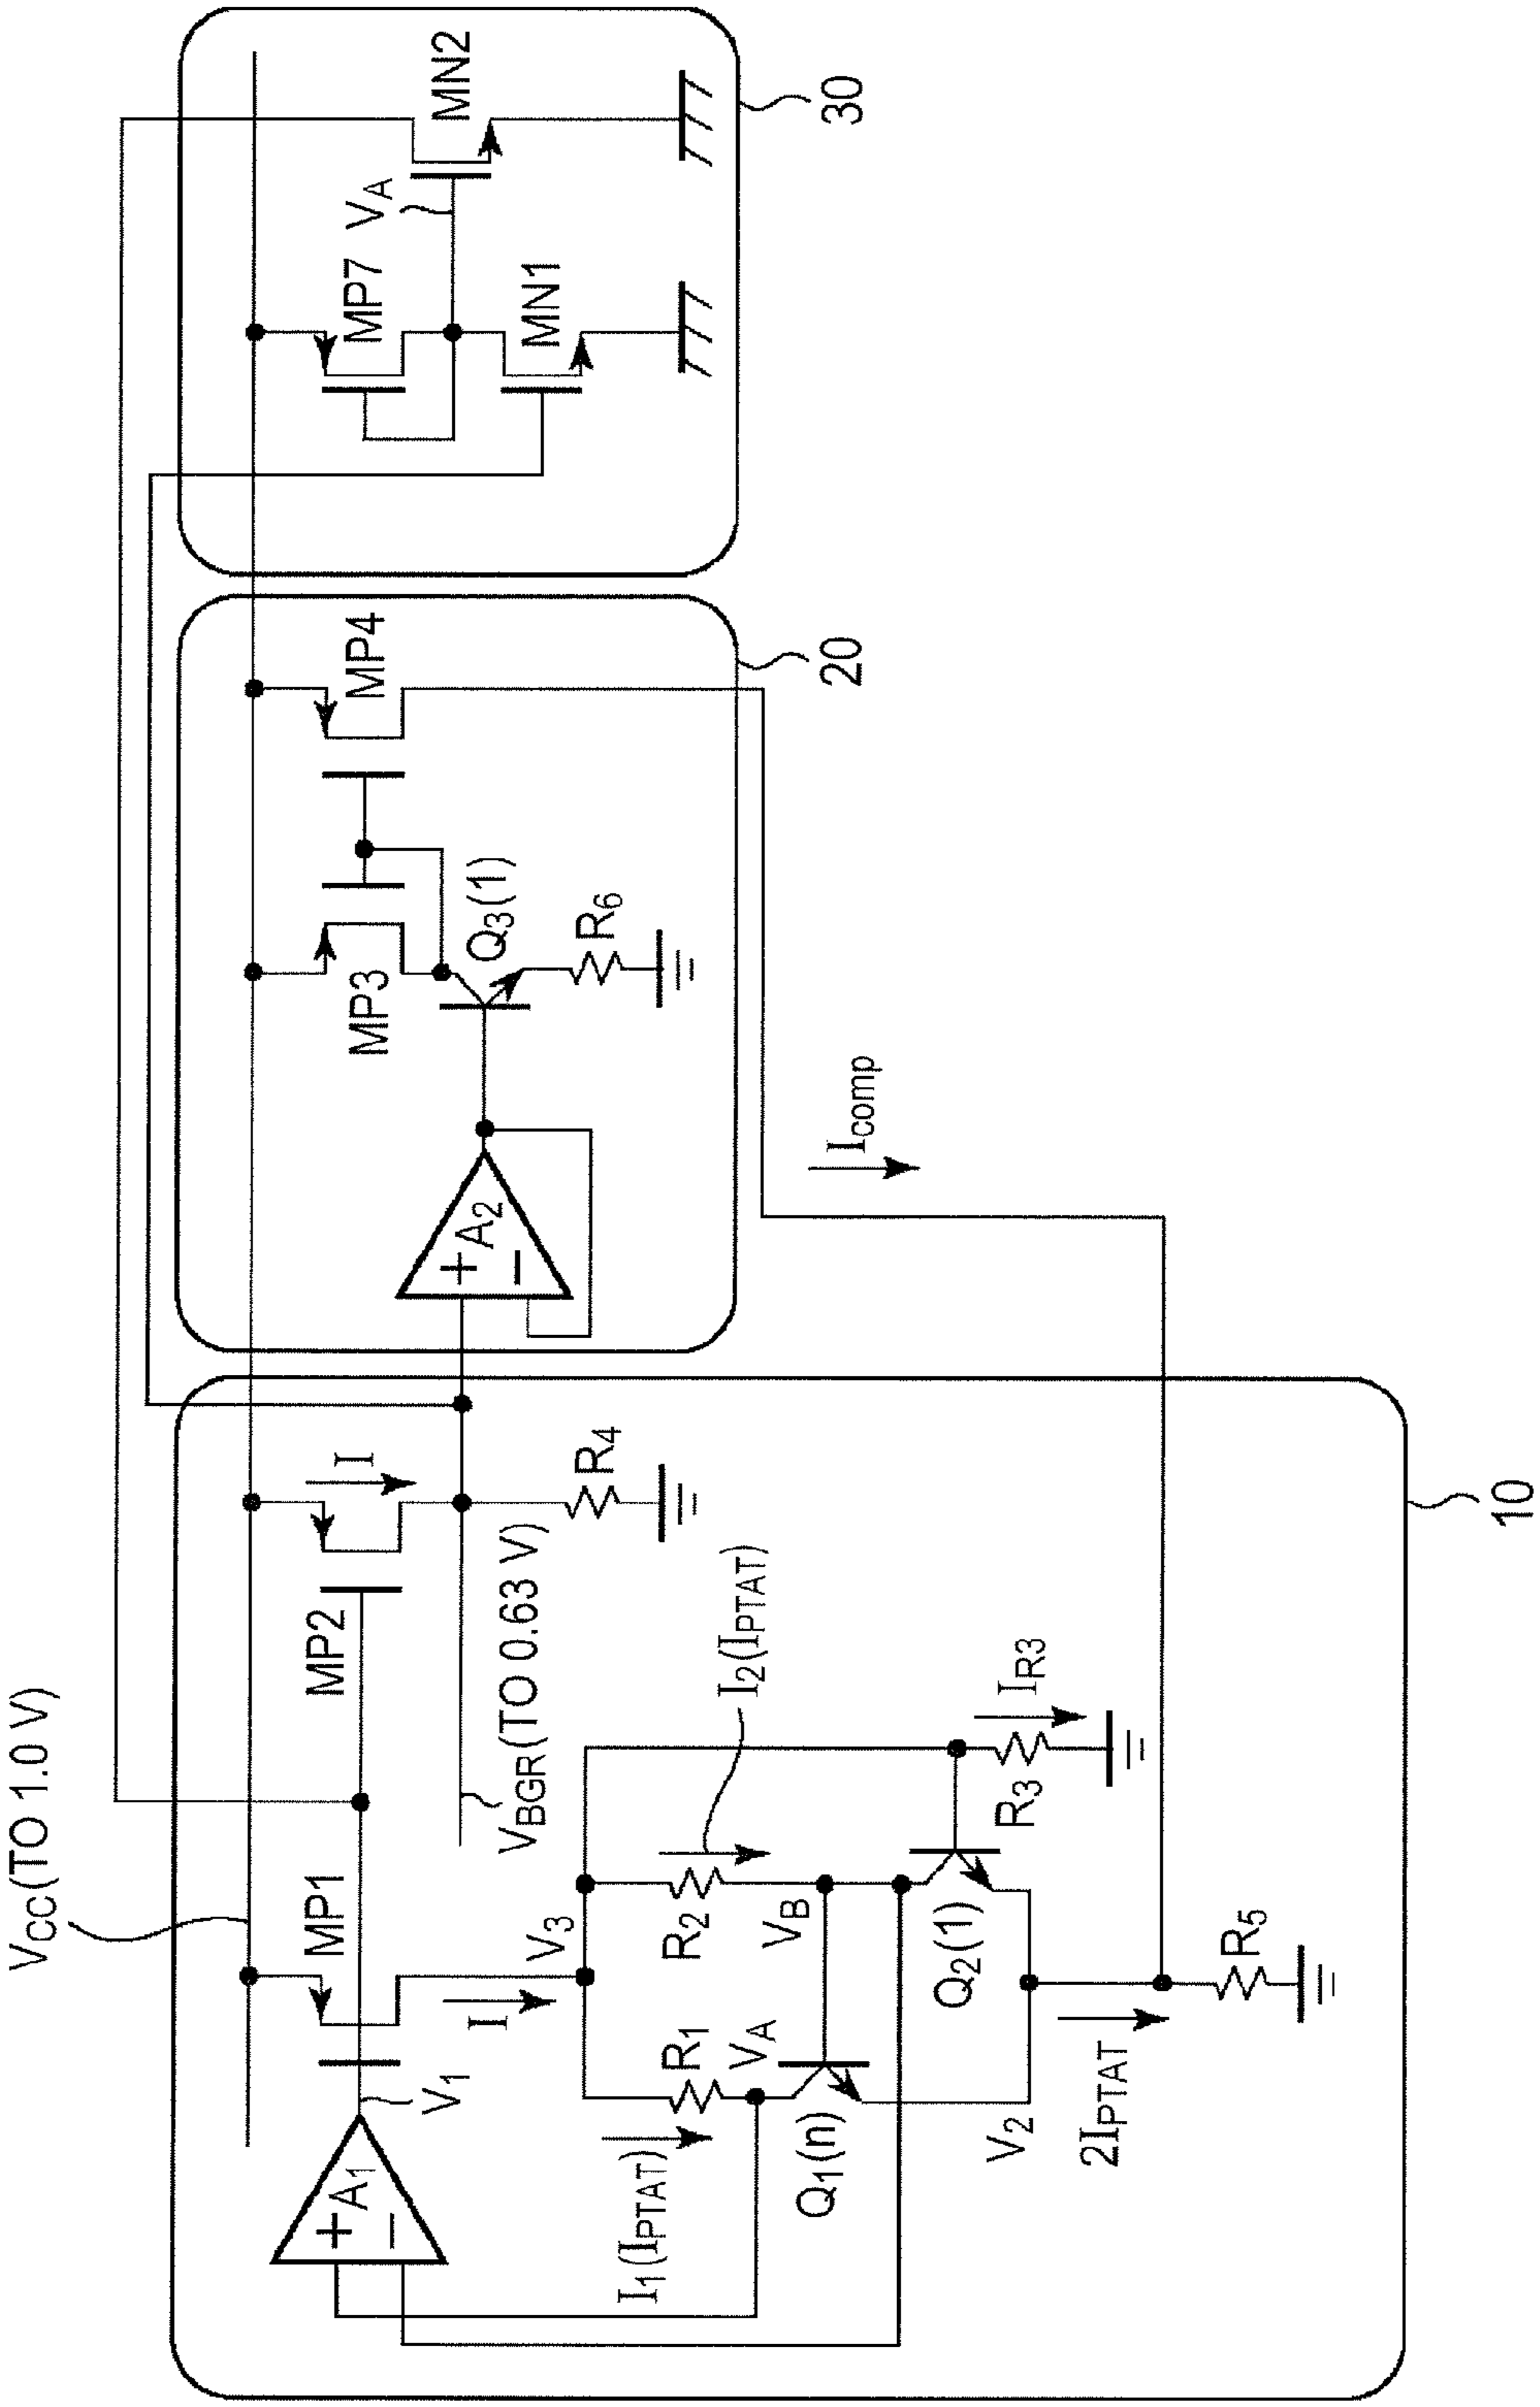 VCC(TO 1.0 V)
MP1
V1
A1
+
−
I
V3
MP2
I
VBGR(TO 0.63 V)
R4
I1(IPTAT)
R1
VA
Q1(n)
R2
VB
I2(IPTAT)
Q2(1)
R3
IR3
V2
2IPTAT
R5
10
A2
+
−
MP3
MP4
Q3(1)
R6
Icomp
20
MP7
VA
MN1
MN2
30